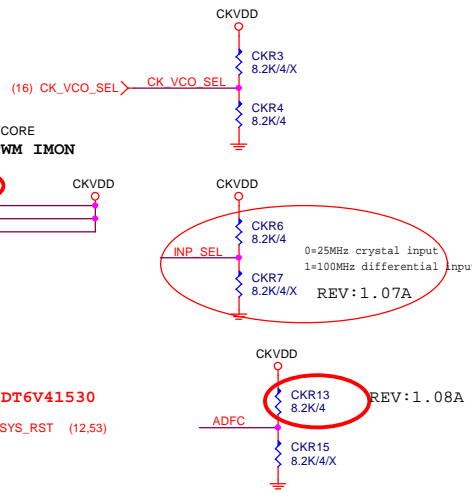 CKVDD
CKR3
8.2K/4/X
(16) CK_VCO_SEL
CK_VCO_SEL
CKR4
8.2K/4
CORE
WM IMON
CKVDD
CKVDD
CKR6
8.2K/4
INP_SEL
0=25MHz crystal input
1=100MHz differential input
CKR7
8.2K/4/X
REV:1.07A
CKVDD
DT6V41530
CKR13
8.2K/4
REV:1.08A
SYS_RST (12,53)
ADFC
CKR15
8.2K/4/X